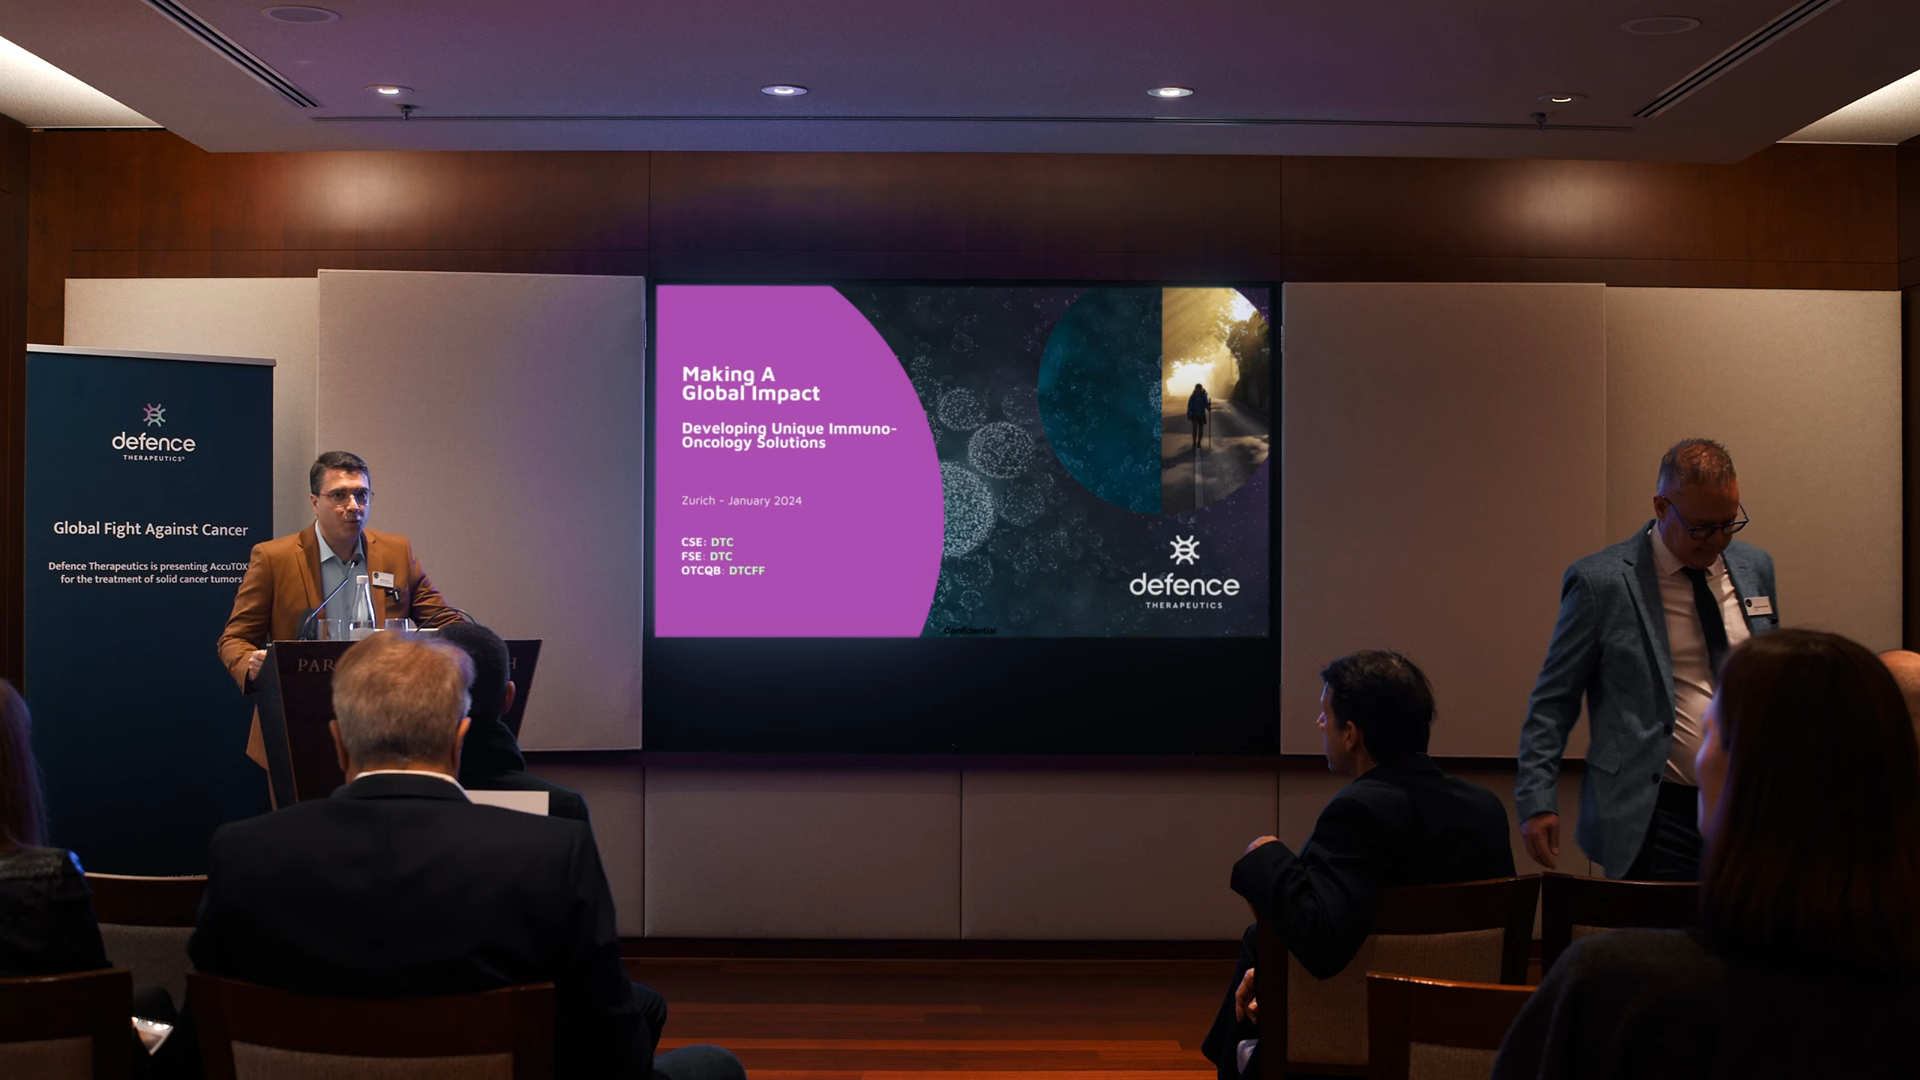 defence
THERAPEUTICS®
Global Fight Against Cancer
Defence Therapeutics is presenting AccuTOX
for the treatment of solid cancer tumors
PAR
H
Making A
Global Impact
Developing Unique Immuno-
Oncology Solutions
Zurich - January 2024
CSE: DTC
FSE: DTC
OTCQB: DTCFF
defence
THERAPEUTICS
Confidential